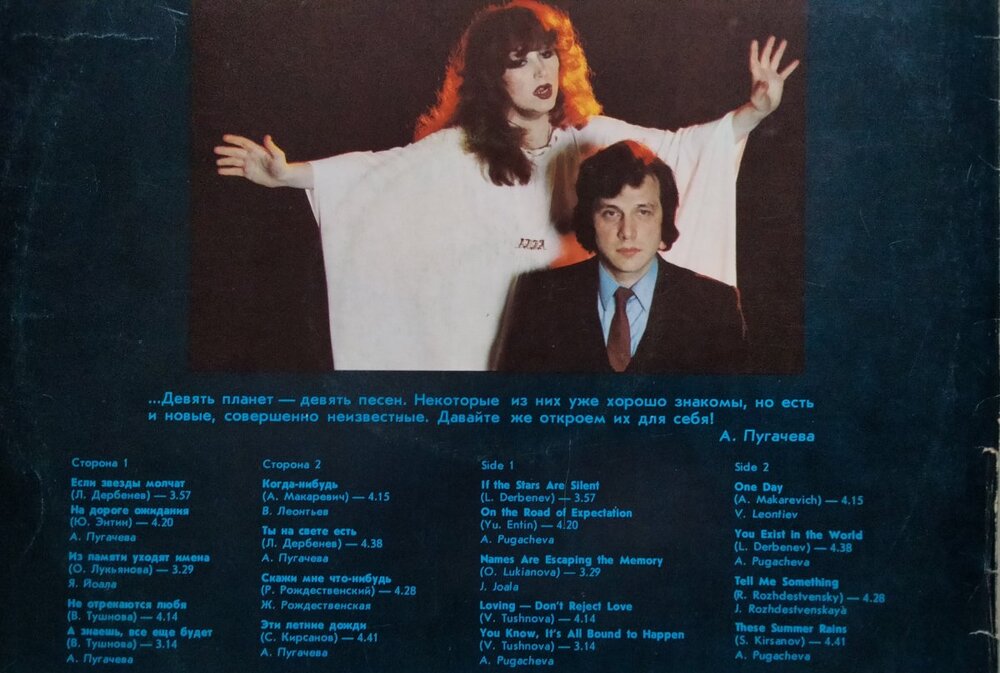 ...Девять планет — девять песен. Некоторые из них уже хорошо знакомы, но есть
и новые, совершенно неизвестные. Давайте же откроем их для себя!
А. Пугачева
Сторона 1
Если звезды молчат
(Л. Дербенев) — 3.57
На дороге ожидания
(Ю. Энтин) — 4.20
А. Пугачева
Из памяти уходят имена
(О. Лукьянова) — 3.29
Я. Йоала
Не отрекаются любя
(В. Тушнова) — 4.14
А знаешь, все еще будет
(В. Тушнова) — 3.14
А. Пугачева
Сторона 2
Когда-нибудь
(А. Макаревич) — 4.15
В. Леонтьев
Ты на свете есть
(Л. Дербенев) — 4.38
А. Пугачева
Скажи мне что-нибудь
(Р. Рождественский) — 4.28
Ж. Рождественская
Эти летние дожди
(С. Кирсанов) — 4.41
А. Пугачева
Side 1
If the Stars Are Silent
(L. Derbenev) — 3.57
On the Road of Expectation
(Yu. Entin) — 4.20
A. Pugacheva
Names Are Escaping the Memory
(O. Lukianova) — 3.29
J. Joala
Loving — Don't Reject Love
(V. Tushnova) — 4.14
You Know, It's All Bound to Happen
(V. Tushnova) — 3.14
A. Pugacheva
Side 2
One Day
(A. Makarevich) — 4.15
V. Leontiev
You Exist in the World
(L. Derbenev) — 4.38
A. Pugacheva
Tell Me Something
(R. Rozhdestvensky) — 4.28
J. Rozhdestvenskaya
These Summer Rains
(S. Kirsanov) — 4.41
A. Pugacheva